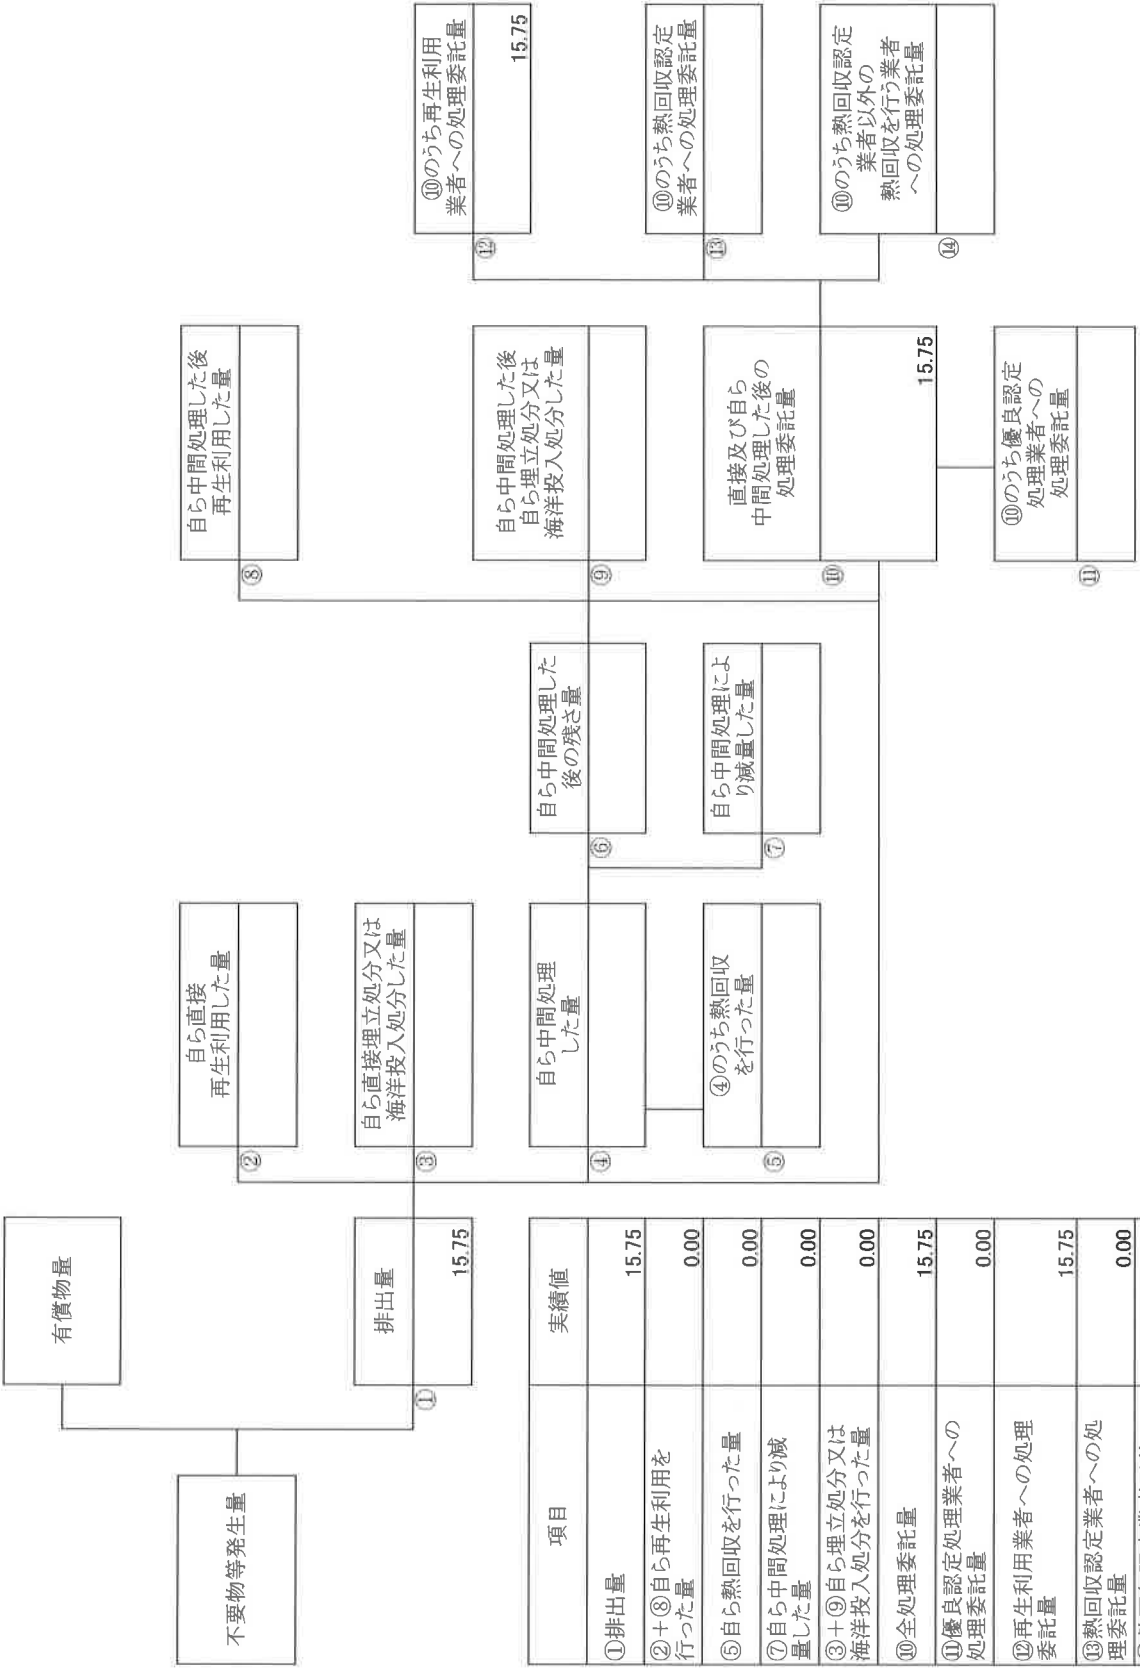 不要物等発生量
有償物量
①
排出量
15.75
②
自ら直接
再生利用した量
③
自ら直接埋立処分又は
海洋投入処分した量
④
自ら中間処理
した量
⑤
④のうち熱回収
を行った量
⑥
自ら中間処理した
後の残さ量
⑦
自ら中間処理によ
り減量した量
⑧
自ら中間処理した後
再生利用した量
⑨
自ら中間処理した後
自ら埋立処分又は
海洋投入処分した量
⑩
直接及び自ら
中間処理した後の
処理委託量
15.75
⑪
⑩のうち優良認定
処理業者への
処理委託量
⑫
⑩のうち再生利用
業者への処理委託量
15.75
⑬
⑩のうち熱回収認定
業者への処理委託量
⑭
⑩のうち熱回収認定
業者以外の
熱回収を行う業者
への処理委託量
項目
実績値
①排出量
15.75
②+⑧自ら再生利用を
行った量
0.00
⑤自ら熱回収を行った量
0.00
⑦自ら中間処理により減
量した量
0.00
③+⑨自ら埋立処分又は
海洋投入処分を行った量
0.00
⑩全処理委託量
15.75
⑪優良認定処理業者への
処理委託量
0.00
⑫再生利用業者への処理
委託量
15.75
⑬熱回収認定業者への処
理委託量
0.00